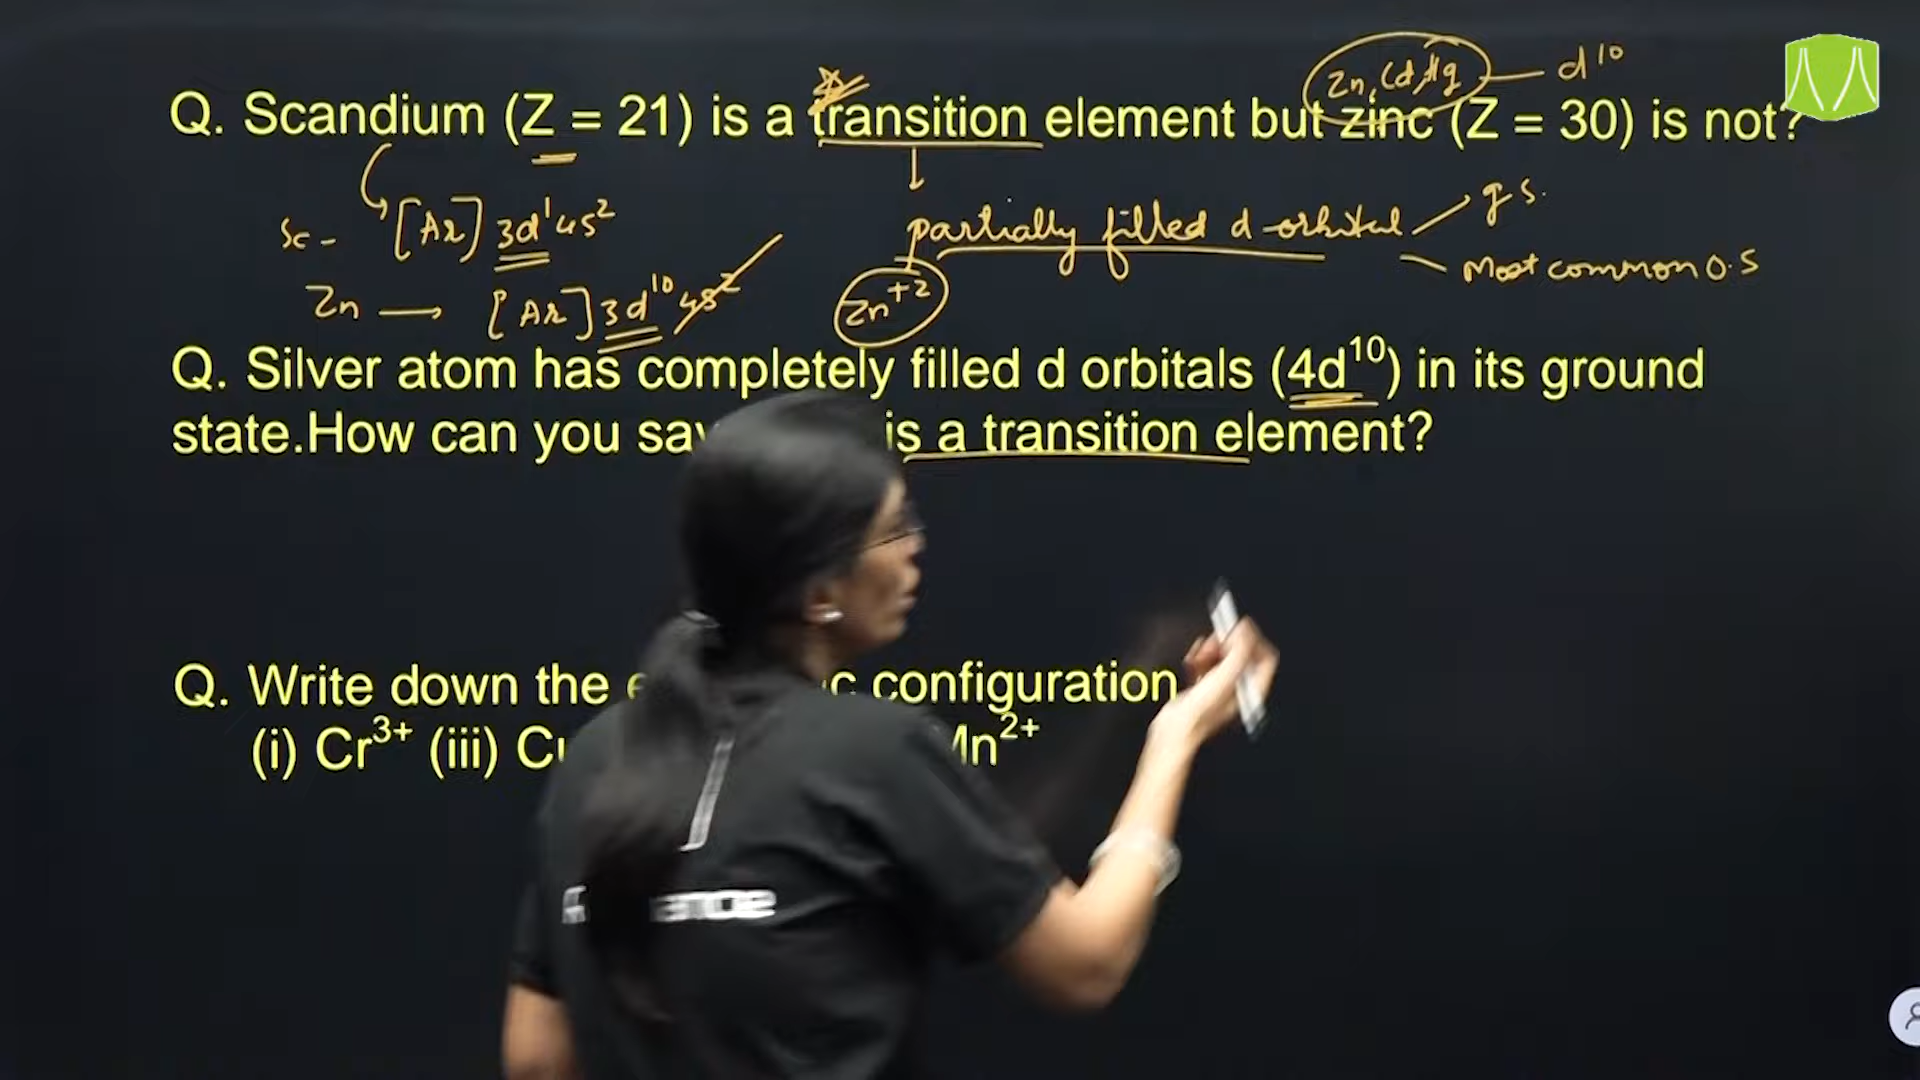 Zn, Cd, Hg — d10
Q. Scandium (Z = 21) is a transition element but zinc (Z = 30) is not?
Sc - [Ar] 3d¹ 4s²
partially filled d-orbital
g.s.
Most common O.S
Zn → [Ar] 3d¹⁰ 4s²
Zn⁺²
Q. Silver atom has completely filled d orbitals (4d¹⁰) in its ground
state.How can you say is a transition element?
Q. Write down the configuration
(i) Cr³⁺ (iii) Mn²⁺